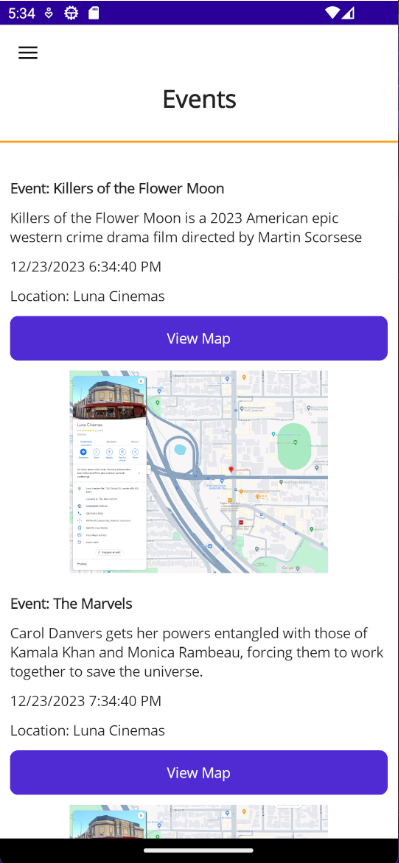 5:34
Events
Event: Killers of the Flower Moon
Killers of the Flower Moon is a 2023 American epic
western crime drama film directed by Martin Scorsese
12/23/2023 6:34:40 PM
Location: Luna Cinemas
View Map
Luna Cinemas
Event: The Marvels
Carol Danvers gets her powers entangled with those of
Kamala Khan and Monica Rambeau, forcing them to work
together to save the universe.
12/23/2023 7:34:40 PM
Location: Luna Cinemas
View Map